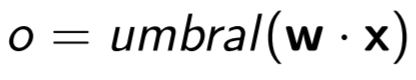 o = umbral(w · x)